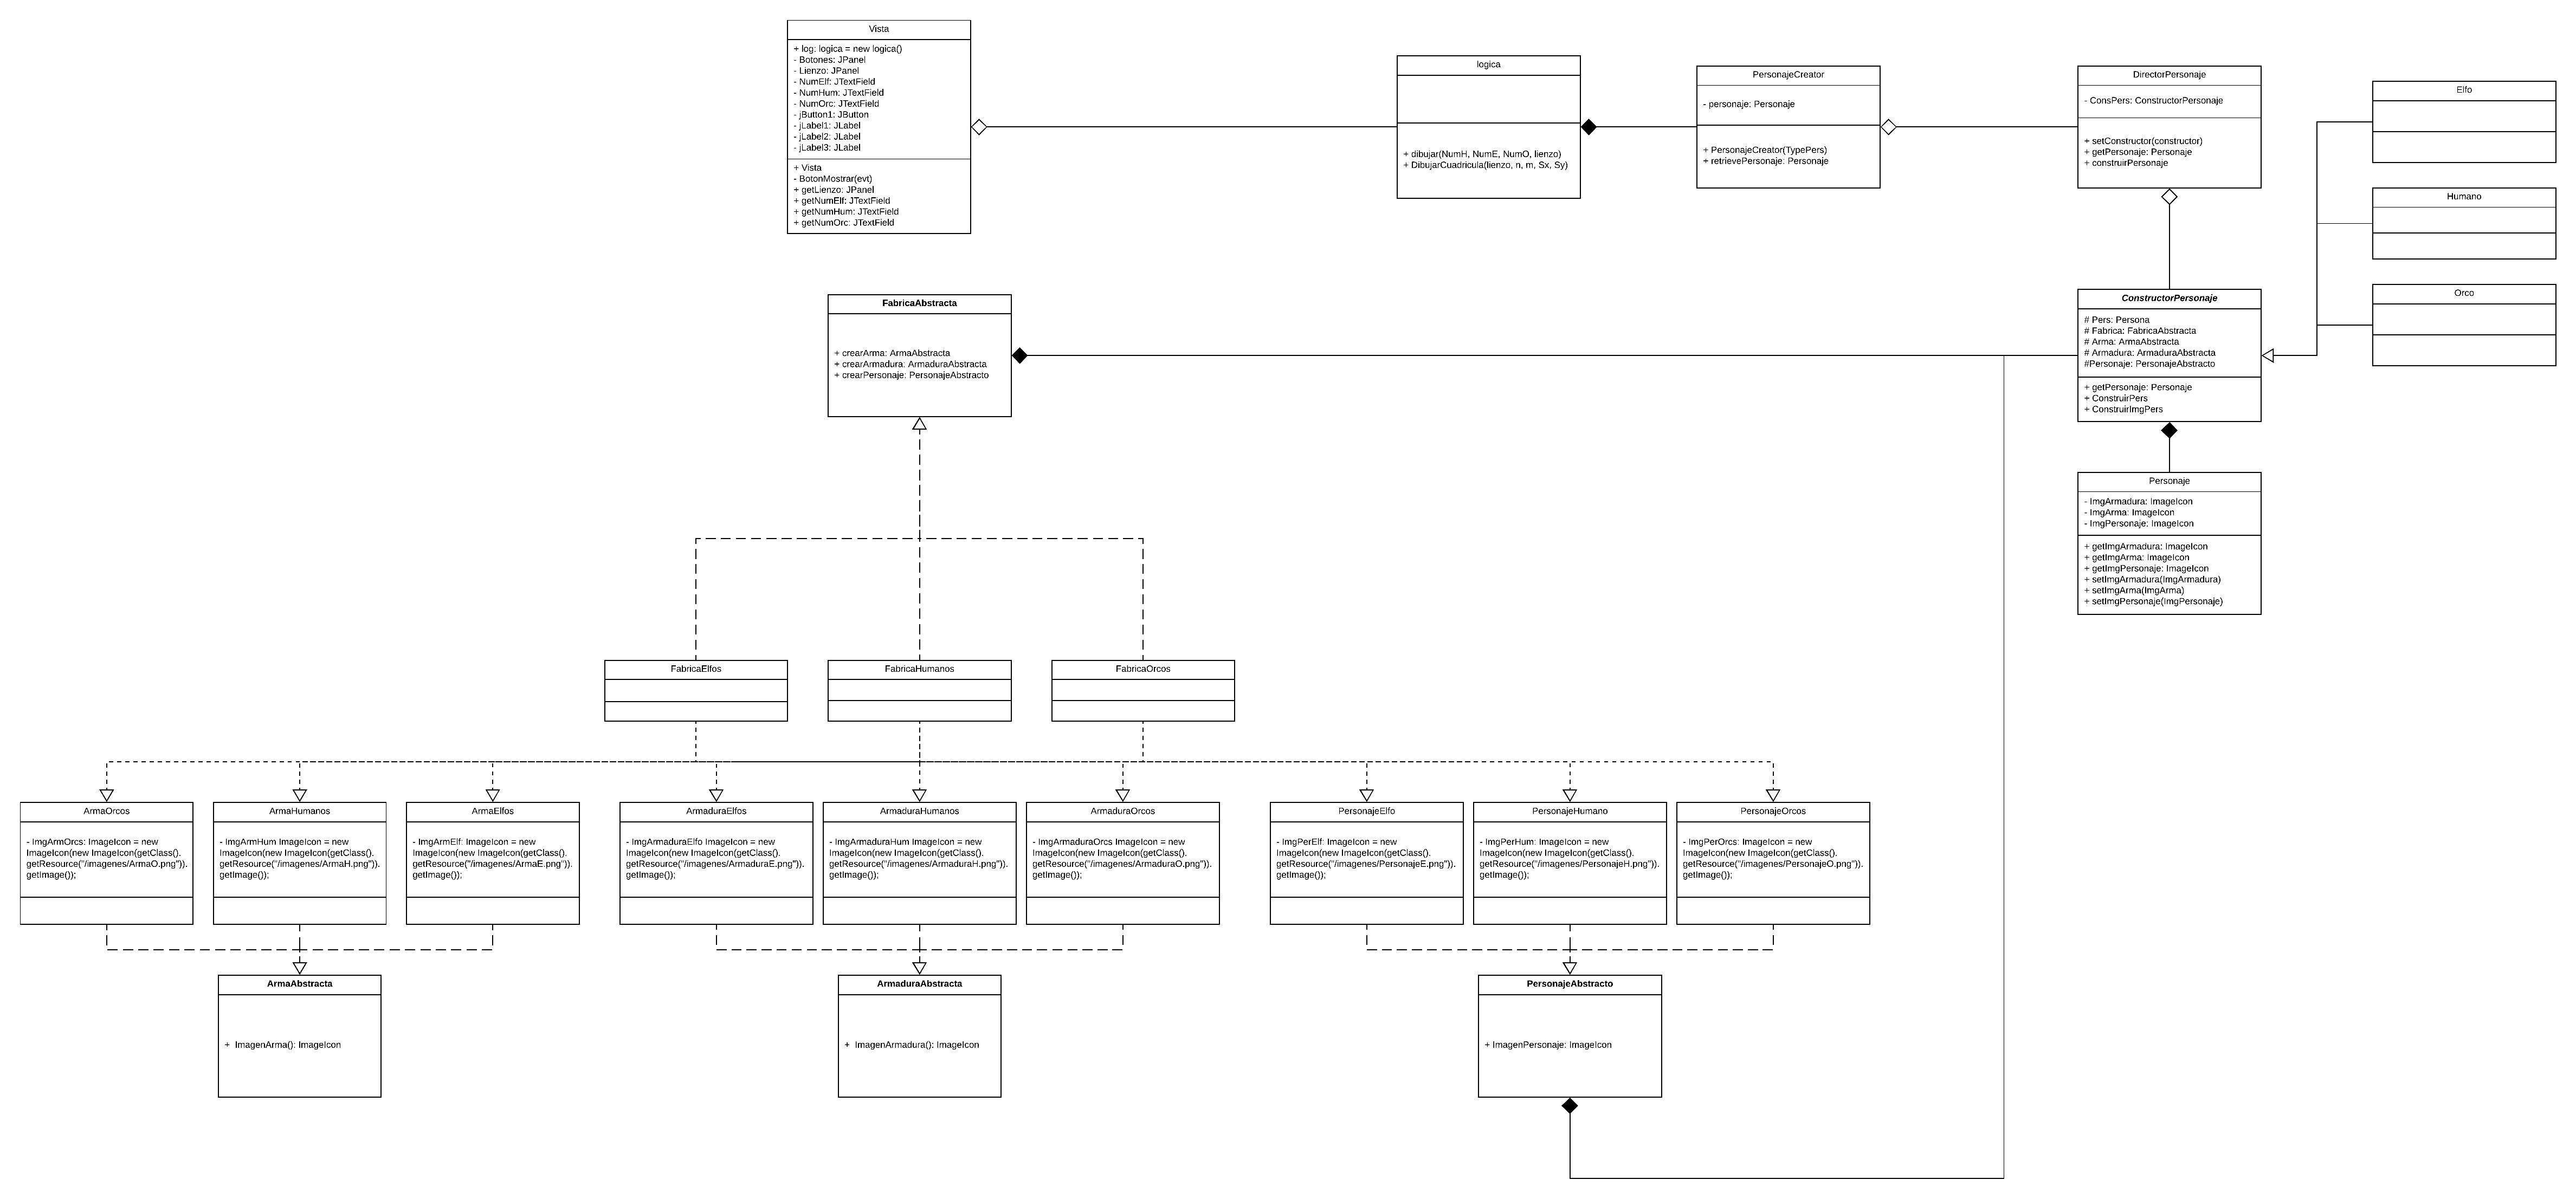 Vista
+ log: logica = new logica()
- Botones: JPanel
- Lienzo: JPanel
- NumElf: JTextField
- NumHum: JTextField
- NumOrc: JTextField
- jButton1: JButton
- jLabel1: JLabel
- jLabel2: JLabel
- jLabel3: JLabel
+ Vista
- BotonMostrar(evt)
+ getLienzo: JPanel
+ getNumElf: JTextField
+ getNumHum: JTextField
+ getNumOrc: JTextField
logica
+ dibujar(NumH, NumE, NumO, lienzo)
+ DibujarCuadricula(lienzo, n, m, Sx, Sy)
PersonajeCreator
- personaje: Personaje
+ PersonajeCreator(TypePers)
+ retrievePersonaje: Personaje
DirectorPersonaje
- ConsPers: ConstructorPersonaje
+ setConstructor(constructor)
+ getPersonaje: Personaje
+ construirPersonaje
Elfo
Humano
Orco
FabricaAbstracta
+ crearArma: ArmaAbstracta
+ crearArmadura: ArmaduraAbstracta
+ crearPersonaje: PersonajeAbstracto
ConstructorPersonaje
# Pers: Persona
# Fabrica: FabricaAbstracta
# Arma: ArmaAbstracta
# Armadura: ArmaduraAbstracta
#Personaje: PersonajeAbstracto
+ getPersonaje: Personaje
+ ConstruirPers
+ ConstruirImgPers
Personaje
- ImgArmadura: ImageIcon
- ImgArma: ImageIcon
- ImgPersonaje: ImageIcon
+ getImgArmadura: ImageIcon
+ getImgArma: ImageIcon
+ getImgPersonaje: ImageIcon
+ setImgArmadura(ImgArmadura)
+ setImgArma(ImgArma)
+ setImgPersonaje(ImgPersonaje)
FabricaElfos
FabricaHumanos
FabricaOrcos
ArmaOrcos
- ImgArmOrcs: ImageIcon = new
ImageIcon(new ImageIcon(getClass().
getResource("/imagenes/ArmaO.png")).
getImage());
ArmaHumanos
- ImgArmHum ImageIcon = new
ImageIcon(new ImageIcon(getClass().
getResource("/imagenes/ArmaH.png")).
getImage());
ArmaElfos
- ImgArmElf: ImageIcon = new
ImageIcon(new ImageIcon(getClass().
getResource("/imagenes/ArmaE.png")).
getImage());
ArmaduraElfos
- ImgArmaduraElfo ImageIcon = new
ImageIcon(new ImageIcon(getClass().
getResource("/imagenes/ArmaduraE.png")).
getImage());
ArmaduraHumanos
- ImgArmaduraHum ImageIcon = new
ImageIcon(new ImageIcon(getClass().
getResource("/imagenes/ArmaduraH.png")).
getImage());
ArmaduraOrcos
- ImgArmaduraOrcs ImageIcon = new
ImageIcon(new ImageIcon(getClass().
getResource("/imagenes/ArmaduraO.png")).
getImage());
PersonajeElfo
- ImgPerElf: ImageIcon = new
ImageIcon(new ImageIcon(getClass().
getResource("/imagenes/PersonajeE.png")).
getImage());
PersonajeHumano
- ImgPerHum: ImageIcon = new
ImageIcon(new ImageIcon(getClass().
getResource("/imagenes/PersonajeH.png")).
getImage());
PersonajeOrcos
- ImgPerOrcs: ImageIcon = new
ImageIcon(new ImageIcon(getClass().
getResource("/imagenes/PersonajeO.png")).
getImage());
ArmaAbstracta
+ ImagenArma(): ImageIcon
ArmaduraAbstracta
+ ImagenArmadura(): ImageIcon
PersonajeAbstracto
+ ImagenPersonaje: ImageIcon